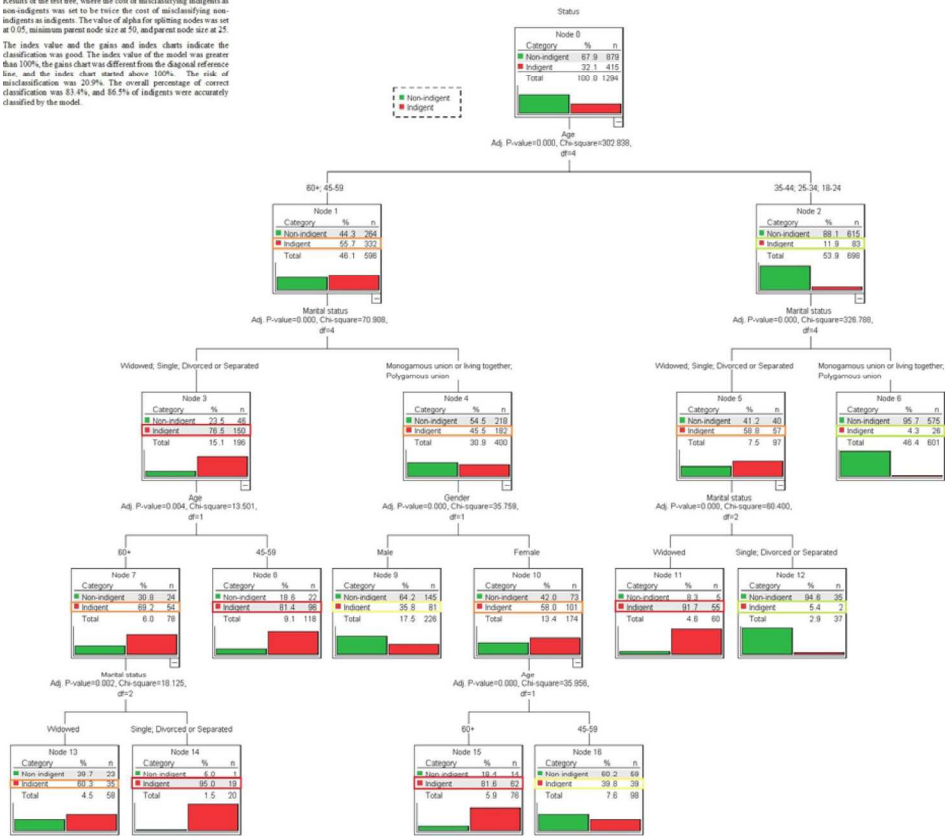 Results of the test tree, where the cost of misclassifying indigents as
non-indigents was set to be twice the cost of misclassifying non-
indigents as indigents. The value of alpha for splitting nodes was set
at 0.05, minimum parent node size at 50, and parent node size at 25.
The index value and the gains and index charts indicate the
classification was good. The index value of the model was greater
than 100%, the gains chart was different from the diagonal reference
line, and the index chart started above 100%. The risk of
misclassification was 20.9%. The overall percentage of correct
classification was 83.4%, and 86.5% of indigents were accurately
classified by the model.
Non-indigent
Indigent
Status
Node 0
Category % n
Non-indigent 67.9 879
Indigent 32.1 415
Total 100.0 1294
Age
Adj. P-value=0.000, Chi-square=302.838,
df=4
60+; 45-59
35-44; 25-34; 18-24
Node 1
Category % n
Non-indigent 44.3 264
Indigent 55.7 332
Total 46.1 596
Marital status
Adj. P-value=0.000, Chi-square=70.908,
df=4
Node 2
Category % n
Non-indigent 88.1 615
Indigent 11.9 83
Total 53.9 698
Marital status
Adj. P-value=0.000, Chi-square=326.788,
df=4
Widowed; Single; Divorced or Separated
Monogamous union or living together;
Polygamous union
Widowed; Single; Divorced or Separated
Monogamous union or living together;
Polygamous union
Node 3
Category % n
Non-indigent 23.5 46
Indigent 76.5 150
Total 15.1 196
Age
Adj. P-value=0.004, Chi-square=13.501,
df=1
Node 4
Category % n
Non-indigent 54.5 218
Indigent 45.5 182
Total 30.9 400
Gender
Adj. P-value=0.000, Chi-square=35.758,
df=1
Node 5
Category % n
Non-indigent 41.2 40
Indigent 58.8 57
Total 7.5 97
Marital status
Adj. P-value=0.000, Chi-square=60.400,
df=2
Node 6
Category % n
Non-indigent 95.7 575
Indigent 4.3 26
Total 46.4 601
60+
45-59
Male
Female
Widowed
Single; Divorced or Separated
Node 7
Category % n
Non-indigent 30.8 24
Indigent 69.2 54
Total 6.0 78
Marital status
Adj. P-value=0.002, Chi-square=18.125,
df=2
Node 8
Category % n
Non-indigent 18.6 22
Indigent 81.4 96
Total 9.1 118
Node 9
Category % n
Non-indigent 64.2 145
Indigent 35.8 81
Total 17.5 226
Node 10
Category % n
Non-indigent 42.0 73
Indigent 58.0 101
Total 13.4 174
Age
Adj. P-value=0.000, Chi-square=35.956,
df=1
Node 11
Category % n
Non-indigent 8.3 5
Indigent 91.7 55
Total 4.6 60
Node 12
Category % n
Non-indigent 94.6 35
Indigent 5.4 2
Total 2.9 37
Widowed
Single; Divorced or Separated
60+
45-59
Node 13
Category % n
Non-indigent 39.7 23
Indigent 60.3 35
Total 4.5 58
Node 14
Category % n
Non-indigent 5.0 1
Indigent 95.0 19
Total 1.5 20
Node 15
Category % n
Non-indigent 18.4 14
Indigent 81.6 62
Total 5.9 76
Node 16
Category % n
Non-indigent 60.2 59
Indigent 39.8 39
Total 7.6 98